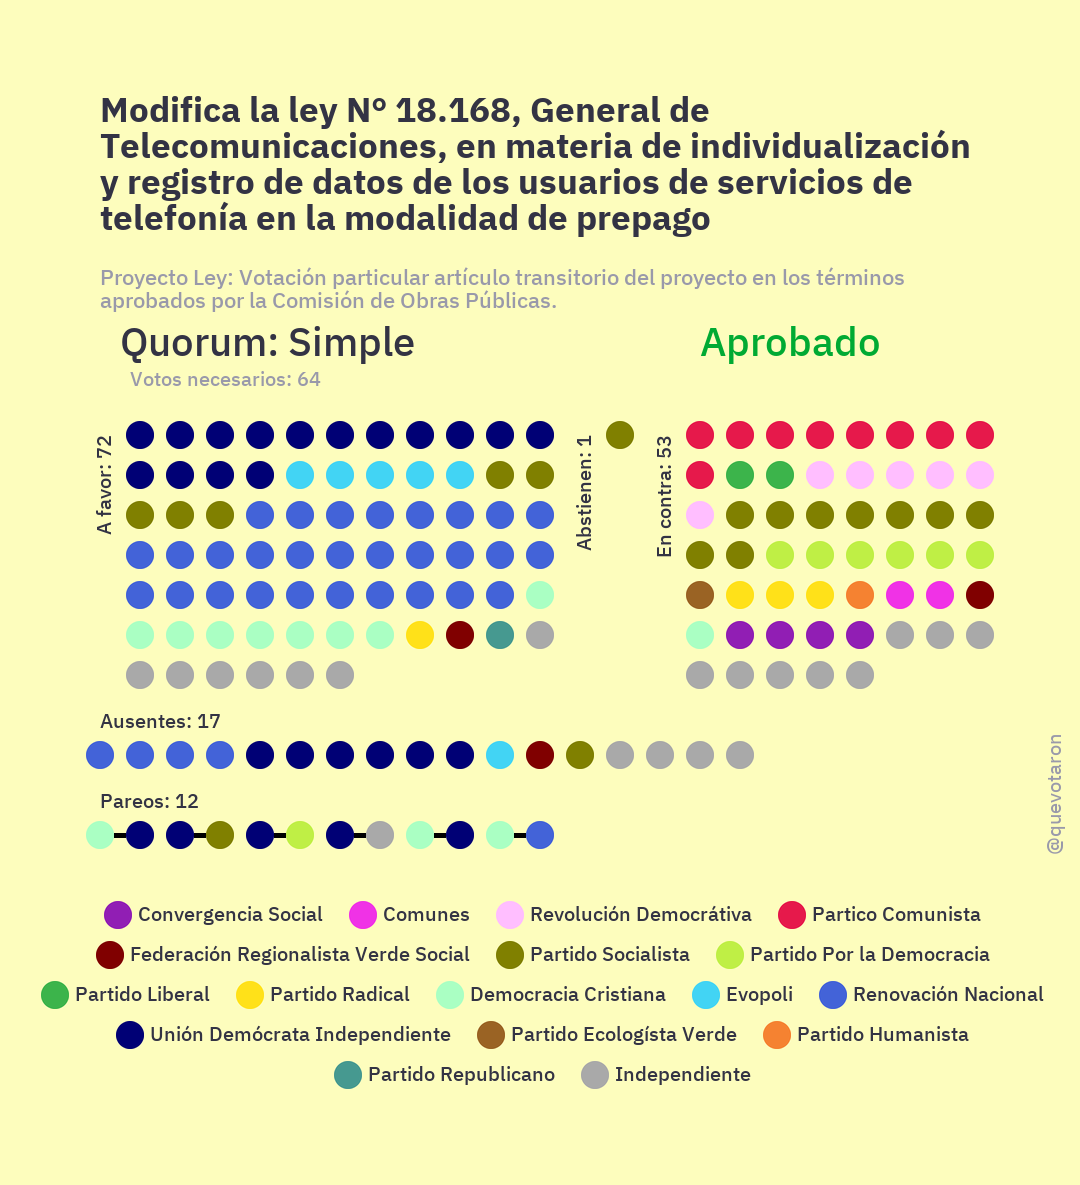 Modifica la ley Nº 18.168, General de
Telecomunicaciones, en materia de individualización
y registro de datos de los usuarios de servicios de
telefonía en la modalidad de prepago
Proyecto Ley: Votación particular artículo transitorio del proyecto en los términos
aprobados por la Comisión de Obras Públicas.
Quorum: Simple
Aprobado
Votos necesarios: 64
A favor: 72
Abstienen: 1
En contra: 53
Ausentes: 17
Pareos: 12
@quevotaron
Convergencia Social Comunes Revolución Democrátiva Partico Comunista
Federación Regionalista Verde Social Partido Socialista Partido Por la Democracia
Partido Liberal Partido Radical Democracia Cristiana Evopoli Renovación Nacional
Unión Demócrata Independiente Partido Ecologísta Verde Partido Humanista
Partido Republicano Independiente